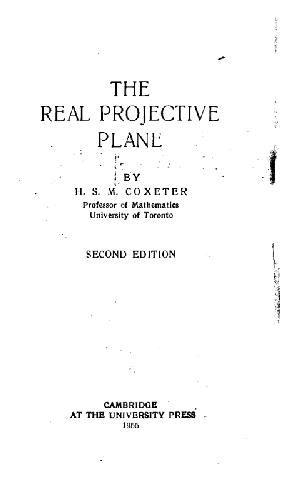 THE
REAL PROJECTIVE
PLANE
BY
H. S. M. COXETER
Professor of Mathematics
University of Toronto
SECOND EDITION
CAMBRIDGE
AT THE UNIVERSITY PRESS